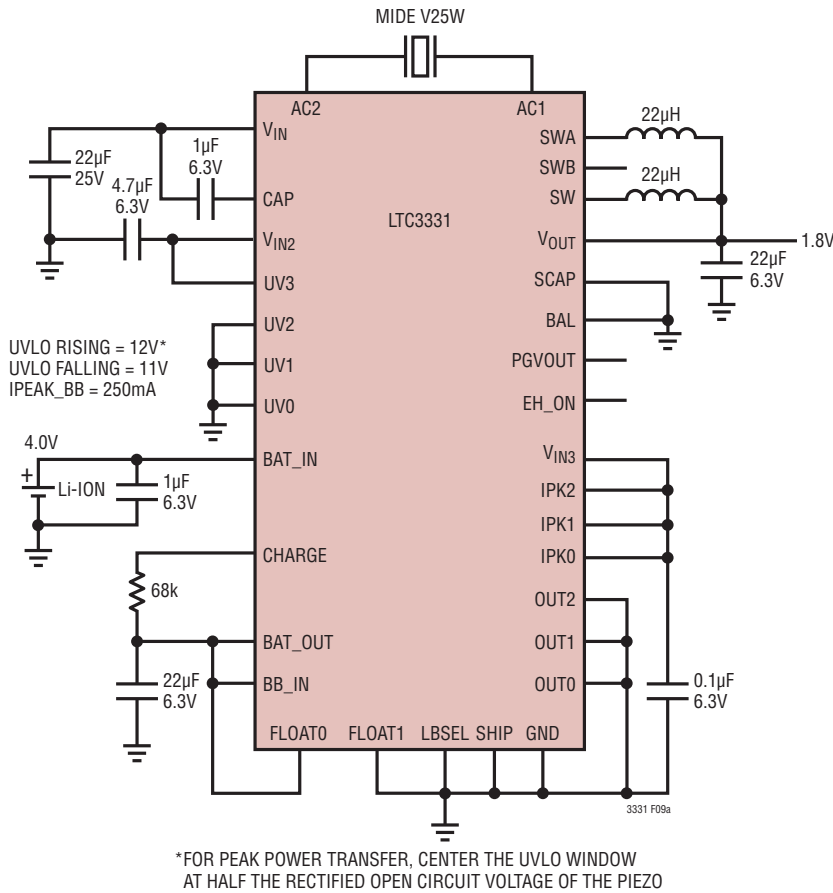 MIDE V25W
AC2
AC1
VIN
22µF
25V
1µF
6.3V
CAP
4.7µF
6.3V
VIN2
UV3
UV2
UV1
UV0
UVLO RISING = 12V*
UVLO FALLING = 11V
IPEAK_BB = 250mA
4.0V
BAT_IN
+
Li-ION
1µF
6.3V
CHARGE
68k
BAT_OUT
22µF
6.3V
BB_IN
LTC3331
22µH
SWA
SWB
22µH
SW
VOUT
1.8V
22µF
6.3V
SCAP
BAL
PGVOUT
EH_ON
VIN3
IPK2
IPK1
IPK0
OUT2
OUT1
OUT0
0.1µF
6.3V
FLOAT0
FLOAT1
LBSEL
SHIP
GND
3331 F09a
*FOR PEAK POWER TRANSFER, CENTER THE UVLO WINDOW
AT HALF THE RECTIFIED OPEN CIRCUIT VOLTAGE OF THE PIEZO